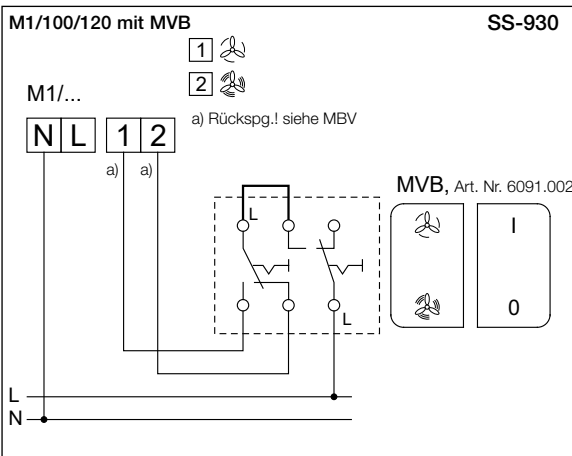 M1/100/120 mit MVB SS-930
1
2
a) Rückspg.! siehe MBV
M1/...
N L 1 2
a) a)
MVB, Art. Nr. 6091.002
L
I
0
L
L
N